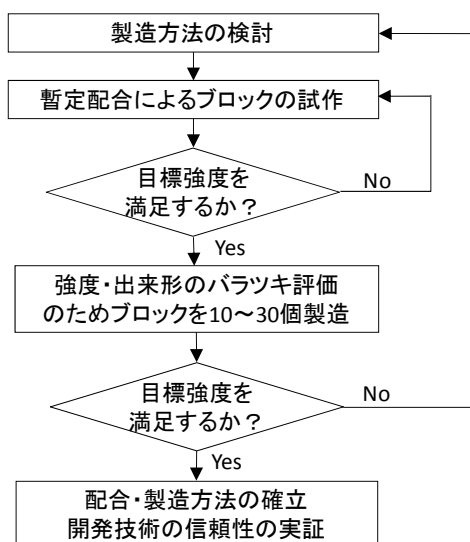 製造方法の検討
暫定配合によるブロックの試作
目標強度を
満足するか？
No
Yes
強度・出来形のバラツキ評価
のためブロックを10～30個製造
目標強度を
満足するか？
No
Yes
配合・製造方法の確立
開発技術の信頼性の実証